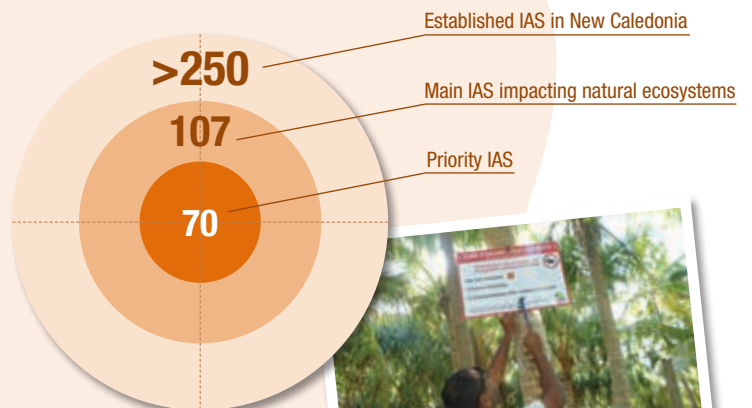 Established IAS in New Caledonia
>250
Main IAS impacting natural ecosystems
107
Priority IAS
70